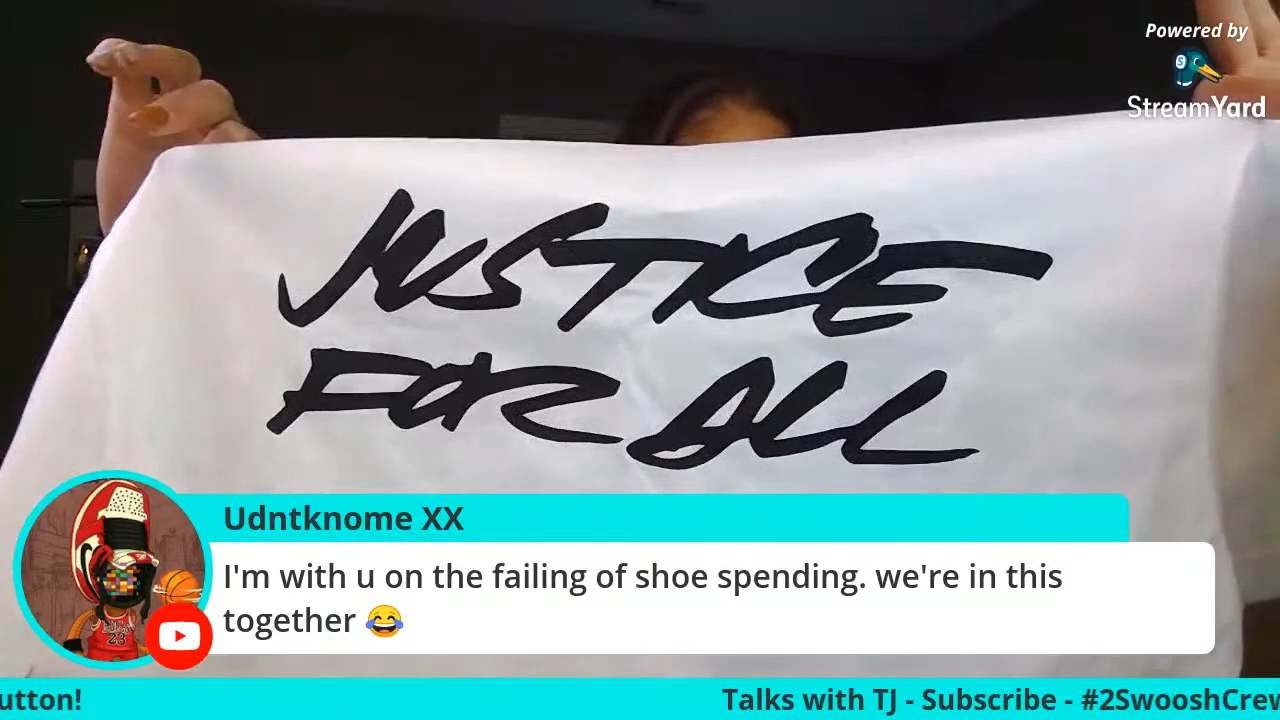 Powered by
StreamYard
JUSTICE
FOR ALL
Udntknome XX
I'm with u on the failing of shoe spending. we're in this
together 😂
23
utton!
Talks with TJ - Subscribe - #2SwooshCrew